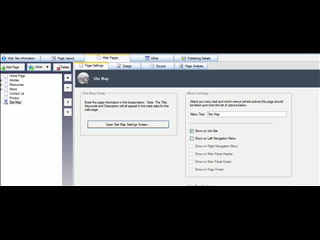 Web Site Information
Page Layout
Web Pages
Other
Publishing Details
Add Page
Other
Delete
Page Settings
Design
Source
Page Analyzer
Home Page
Articles
Resources
News
Contact Us
Privacy
Site Map
Site Map
Site Map Setup
Enter the page information in the boxes below. Note: The Title,
Keywords and Description will all appear in the meta data for this
web page.
Open Site Map Settings Screen...
Menu Settings
Select you menu text and which menus (where active) this page should
be listed upon from the list of options below.
Menu Text
Site Map
Show on Info Bar
Show on Left Navigation Menu
Show on Right Navigation Menu
Show on Main Panel Header
Show on Main Panel Footer
Show on Page Footer